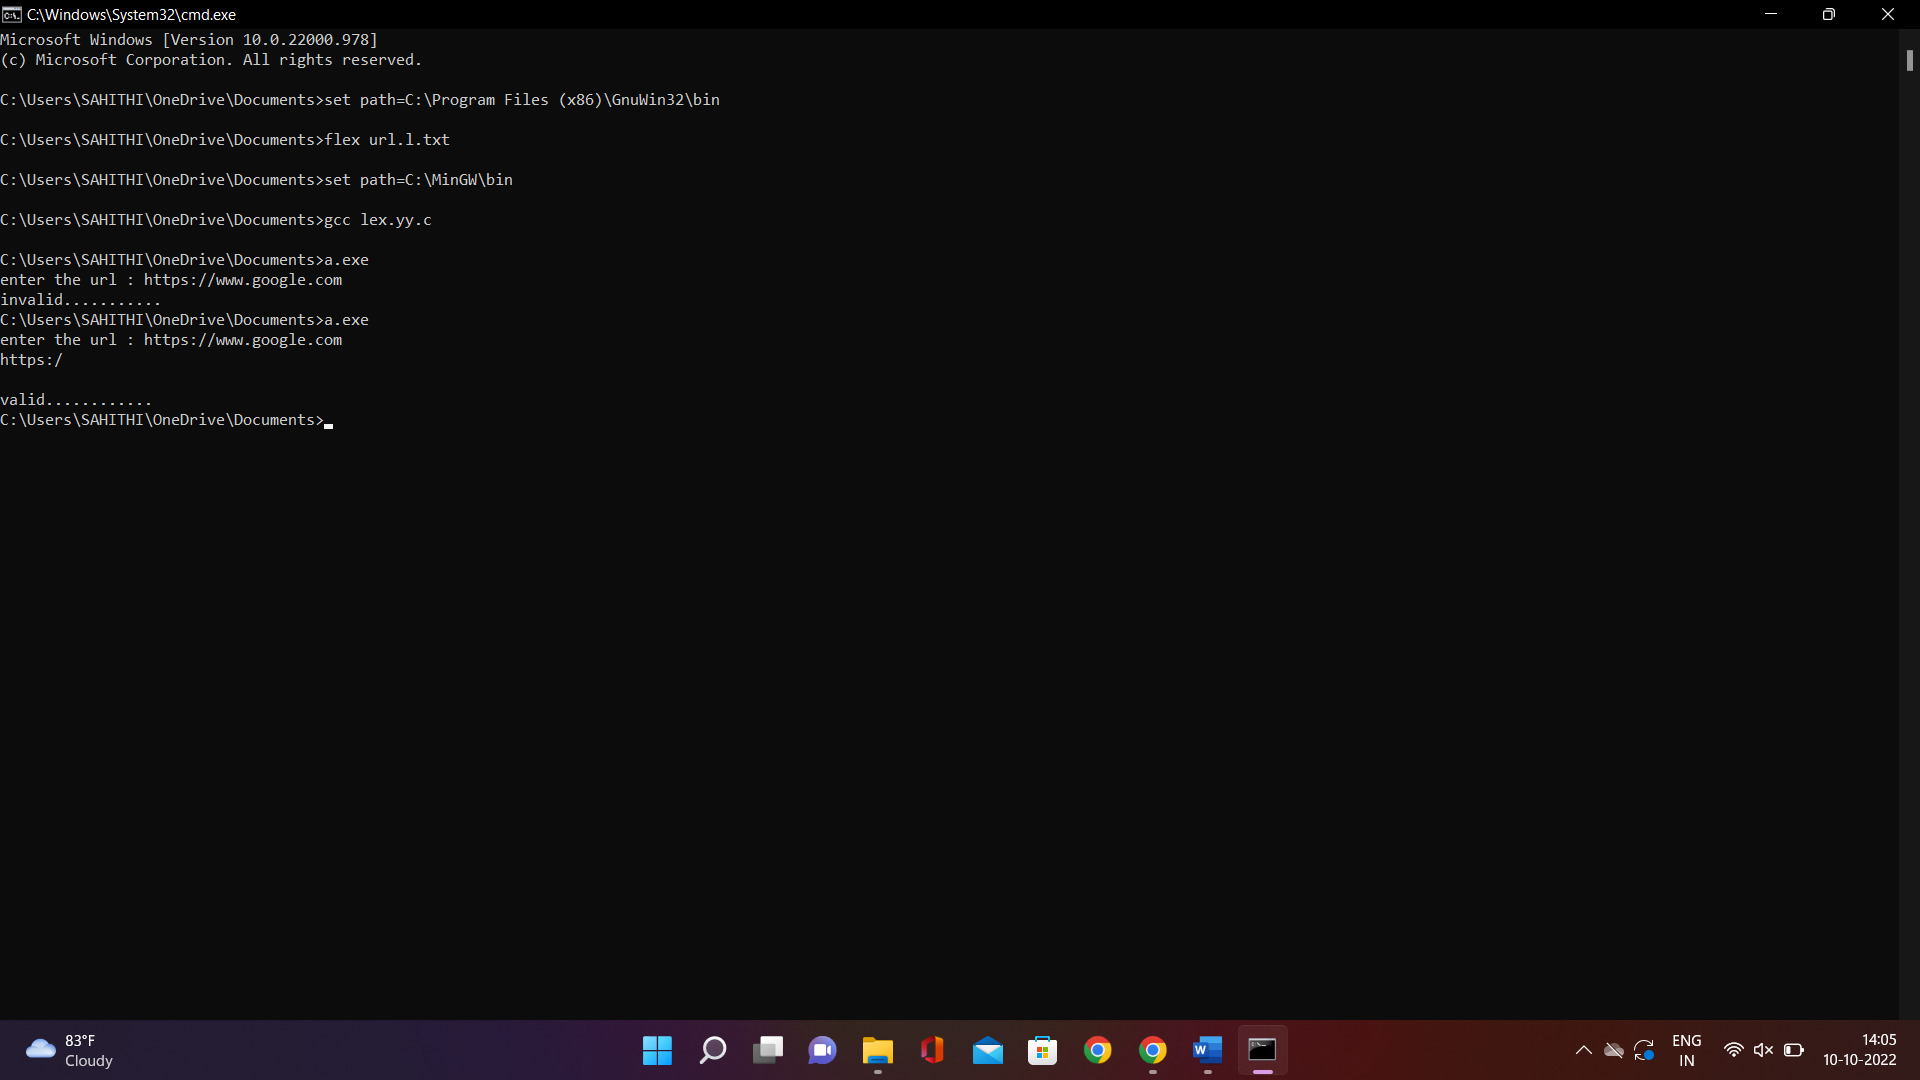 C:\Windows\System32\cmd.exe
Microsoft Windows [Version 10.0.22000.978]
(c) Microsoft Corporation. All rights reserved.
C:\Users\SAHITHI\OneDrive\Documents>set path=C:\Program Files (x86)\GnuWin32\bin
C:\Users\SAHITHI\OneDrive\Documents>flex url.l.txt
C:\Users\SAHITHI\OneDrive\Documents>set path=C:\MinGW\bin
C:\Users\SAHITHI\OneDrive\Documents>gcc lex.yy.c
C:\Users\SAHITHI\OneDrive\Documents>a.exe
enter the url : https://www.google.com
invalid...........
C:\Users\SAHITHI\OneDrive\Documents>a.exe
enter the url : https://www.google.com
https:/
valid............
C:\Users\SAHITHI\OneDrive\Documents>
83°F
Cloudy
ENG
IN
14:05
10-10-2022